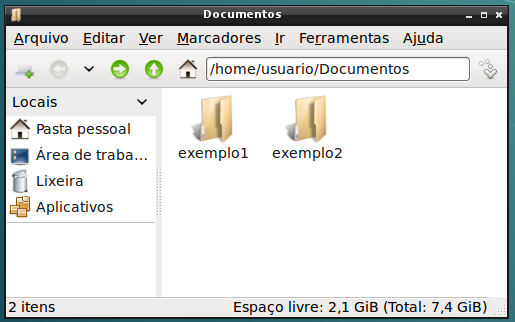 Documentos
Arquivo Editar Ver Marcadores Ir Ferramentas Ajuda
/home/usuario/Documentos
Locais
Pasta pessoal
Área de traba...
Lixeira
Aplicativos
exemplo1 exemplo2
2 itens Espaço livre: 2,1 GiB (Total: 7,4 GiB)